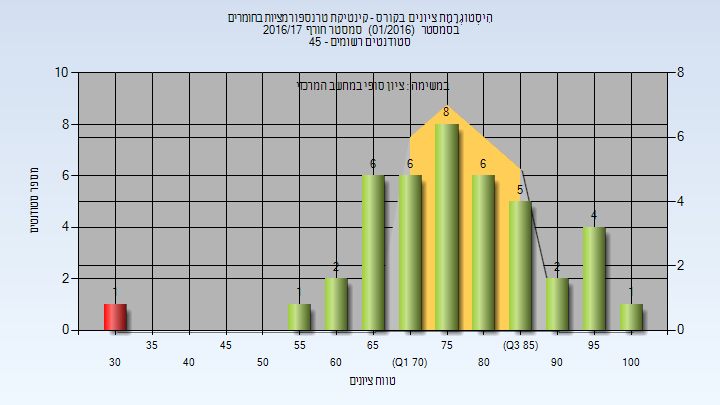 היסטוגרמת ציונים בקורס - קינטיקת טרנספורמציות בחומרים
בסמסטר (01/2016) סמסטר חורף 2016/17
סטודנטים רשומים - 45
במשימה : ציון סופי במחשב המרכזי
מספר סטודנטים
10 8 6 4 2 0
8 6 4 2 0
1 1 2 6 6 8 6 5 2 4 1
35 45 55 65 75 (Q3 85) 95
30 40 50 60 (Q1 70) 80 90 100
טווח ציונים